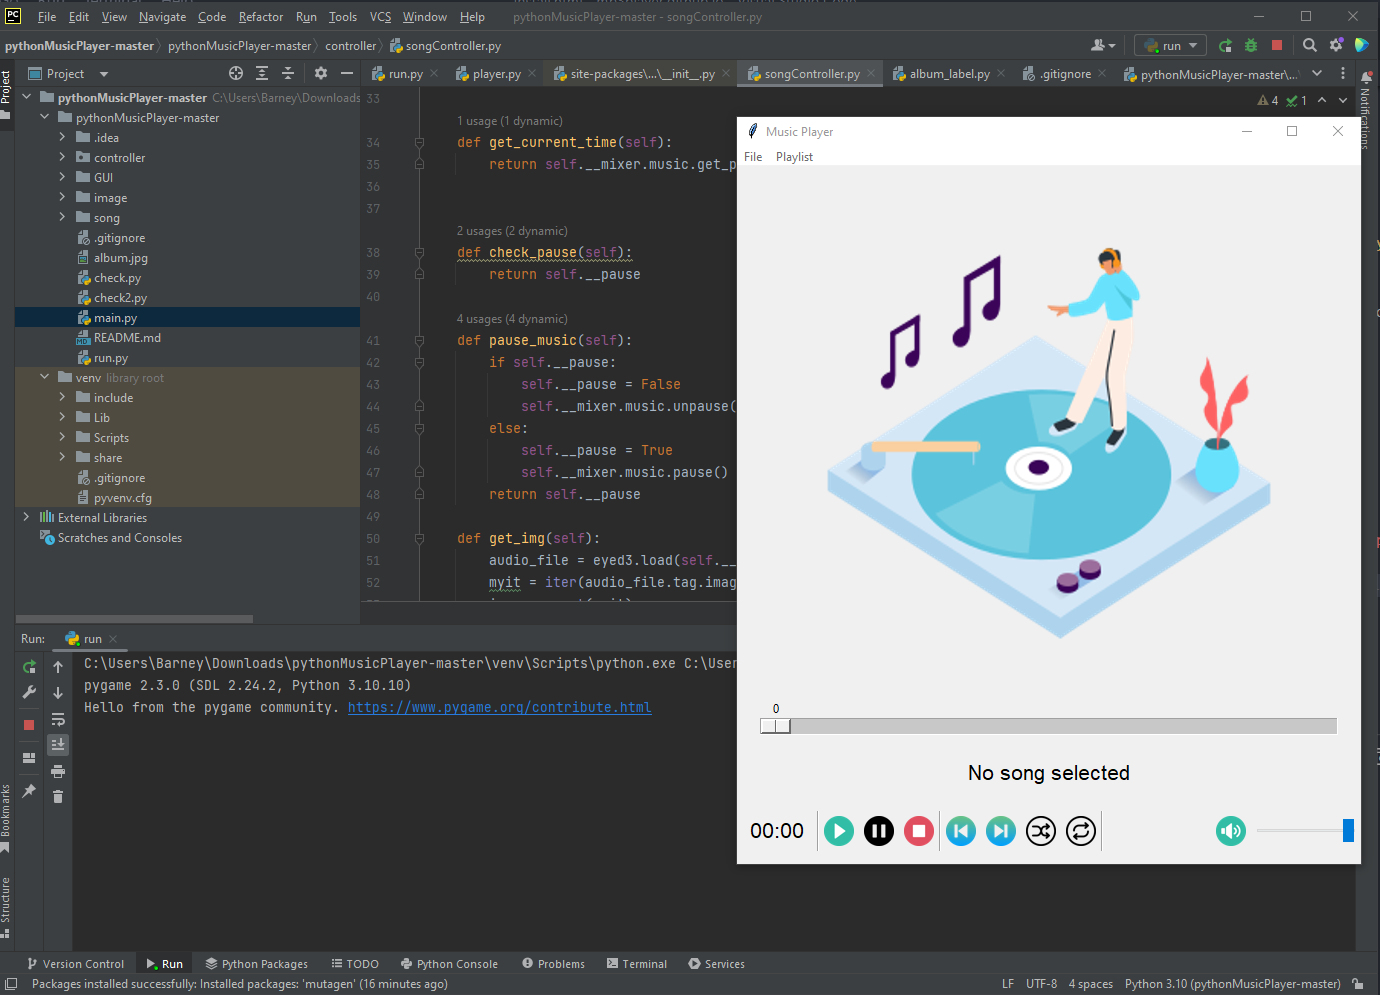 PC File Edit View Navigate Code Refactor Run Tools VCS Window Help pythonMusicPlayer-master - songController.py
pythonMusicPlayer-master pythonMusicPlayer-master controller songController.py run
Project
Project
run.py player.py site-packages\...\__init__.py songController.py album_label.py .gitignore pythonMusicPlayer-master\...
Notifications
pythonMusicPlayer-master C:\Users\Barney\Downloads
pythonMusicPlayer-master
.idea
controller
GUI
image
song
.gitignore
album.jpg
check.py
check2.py
main.py
MD README.md
run.py
venv library root
include
Lib
Scripts
share
.gitignore
pyvenv.cfg
External Libraries
Scratches and Consoles
4 1
33
1 usage (1 dynamic)
34 def get_current_time(self):
35 return self.__mixer.music.get_p
36
37
2 usages (2 dynamic)
38 def check_pause(self):
39 return self.__pause
40
4 usages (4 dynamic)
41 def pause_music(self):
42 if self.__pause:
43 self.__pause = False
44 self.__mixer.music.unpause(
45 else:
46 self.__pause = True
47 self.__mixer.music.pause()
48 return self.__pause
49
50 def get_img(self):
51 audio_file = eyed3.load(self.__
52 myit = iter(audio_file.tag.imag
Music Player
File Playlist
0
No song selected
00:00
Run: run
C:\Users\Barney\Downloads\pythonMusicPlayer-master\venv\Scripts\python.exe C:\User
pygame 2.3.0 (SDL 2.24.2, Python 3.10.10)
Hello from the pygame community. https://www.pygame.org/contribute.html
Bookmarks
Structure
Version Control Run Python Packages TODO Python Console Problems Terminal Services
Packages installed successfully: Installed packages: 'mutagen' (16 minutes ago) LF UTF-8 4 spaces Python 3.10 (pythonMusicPlayer-master)